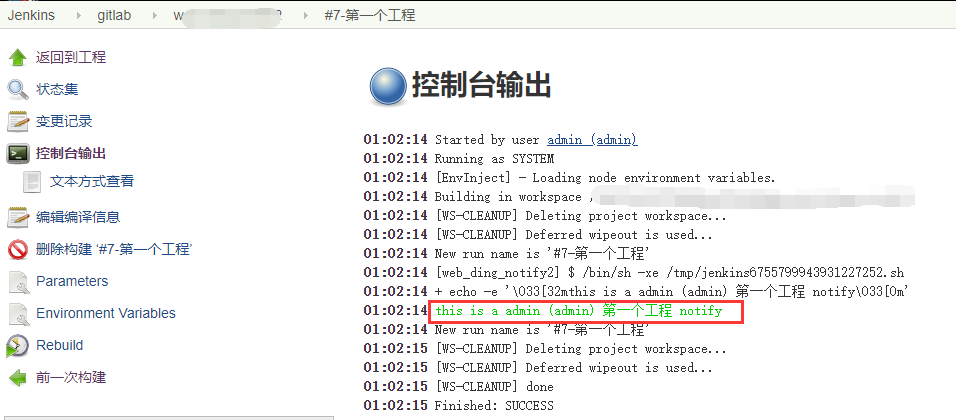 Jenkins › gitlab › w 2 › #7-第一个工程
返回到工程
状态集
变更记录
控制台输出
文本方式查看
编辑编译信息
删除构建 ‘#7-第一个工程’
Parameters
Environment Variables
Rebuild
前一次构建
控制台输出
01:02:14 Started by user admin (admin)
01:02:14 Running as SYSTEM
01:02:14 [EnvInject] - Loading node environment variables.
01:02:14 Building in workspace
01:02:14 [WS-CLEANUP] Deleting project workspace...
01:02:14 [WS-CLEANUP] Deferred wipeout is used...
01:02:14 New run name is '#7-第一个工程'
01:02:14 [web_ding_notify2] $ /bin/sh -xe /tmp/jenkins6755799943931227252.sh
01:02:14 + echo -e '\033[32mthis is a admin (admin) 第一个工程 notify\033[0m'
01:02:14 this is a admin (admin) 第一个工程 notify
01:02:14 New run name is '#7-第一个工程'
01:02:15 [WS-CLEANUP] Deleting project workspace...
01:02:15 [WS-CLEANUP] Deferred wipeout is used...
01:02:15 [WS-CLEANUP] done
01:02:15 Finished: SUCCESS